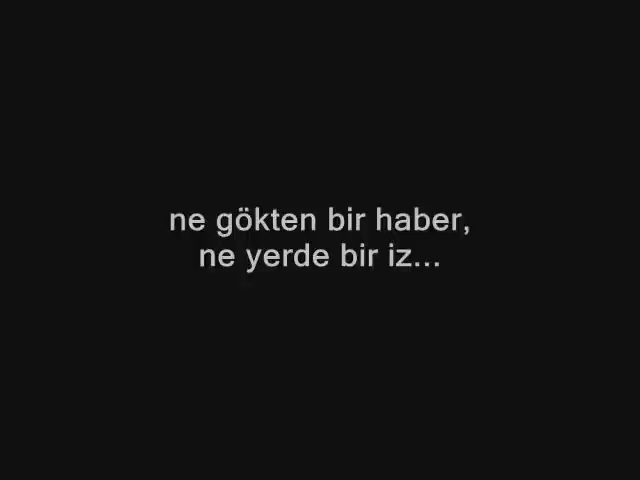 ne gökten bir haber,
ne yerde bir iz...